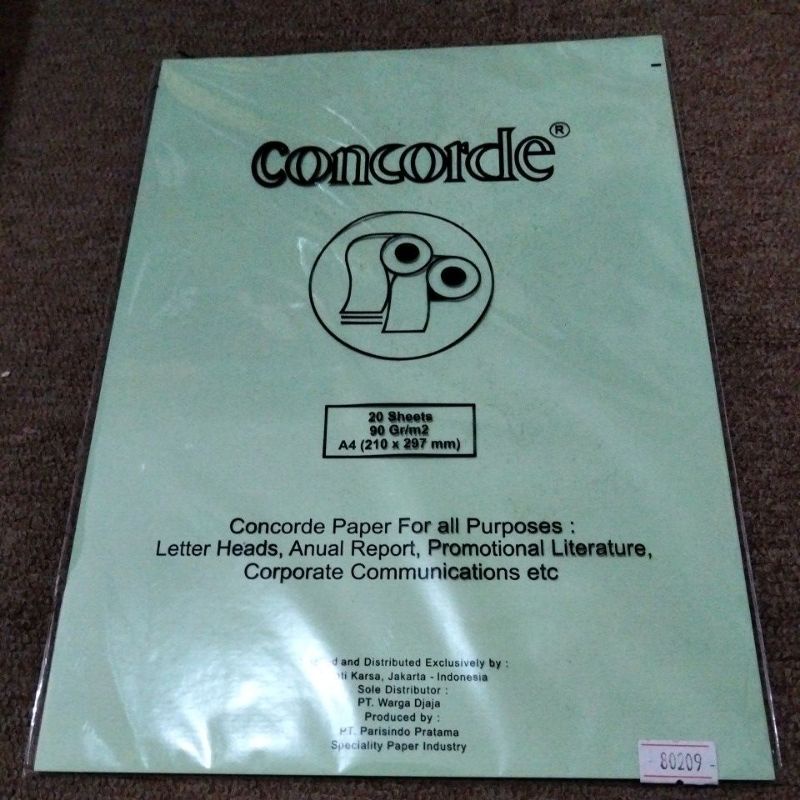 concorde®
20 Sheets
90 Gr/m2
A4 (210 x 297 mm)
Concorde Paper For all Purposes :
Letter Heads, Anual Report, Promotional Literature,
Corporate Communications etc
and Distributed Exclusively by :
Karsa, Jakarta - Indonesia
Sole Distributor :
PT. Warga Djaja
Produced by :
PT. Parisindo Pratama
Speciality Paper Industry
80209